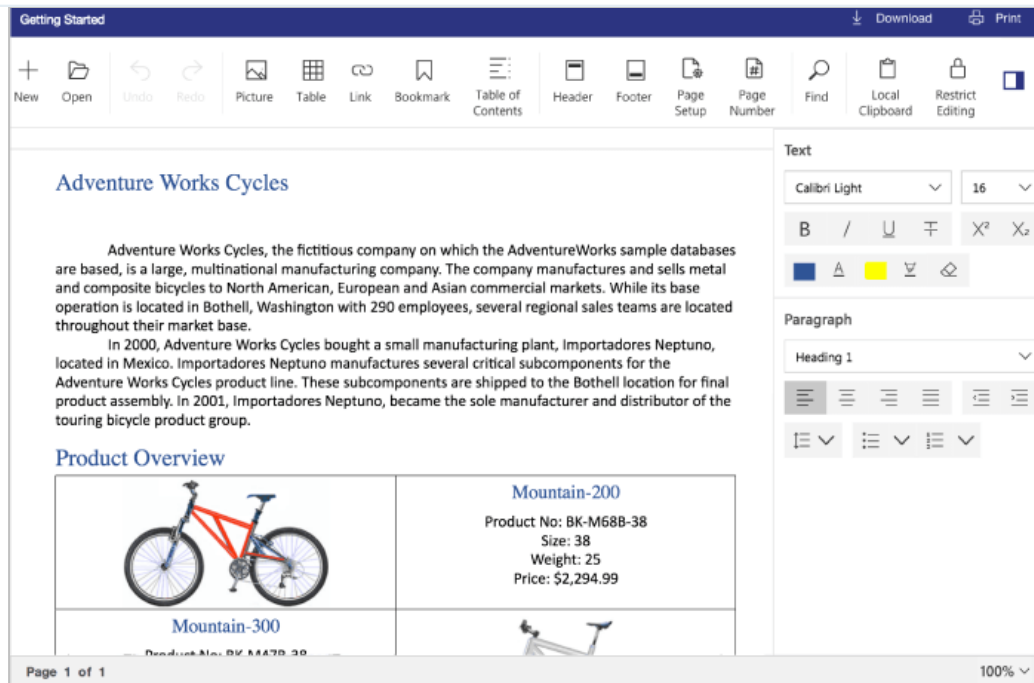 Getting Started
Download
Print
New
Open
Undo
Redo
Picture
Table
Link
Bookmark
Table of
Contents
Header
Footer
Page
Setup
Page
Number
Find
Local
Clipboard
Restrict
Editing
Adventure Works Cycles
Adventure Works Cycles, the fictitious company on which the AdventureWorks sample databases
are based, is a large, multinational manufacturing company. The company manufactures and sells metal
and composite bicycles to North American, European and Asian commercial markets. While its base
operation is located in Bothell, Washington with 290 employees, several regional sales teams are located
throughout their market base.
In 2000, Adventure Works Cycles bought a small manufacturing plant, Importadores Neptuno,
located in Mexico. Importadores Neptuno manufactures several critical subcomponents for the
Adventure Works Cycles product line. These subcomponents are shipped to the Bothell location for final
product assembly. In 2001, Importadores Neptuno, became the sole manufacturer and distributor of the
touring bicycle product group.
Product Overview
Mountain-200
Product No: BK-M68B-38
Size: 38
Weight: 25
Price: $2,294.99
Mountain-300
Product No: BK-M47B-38
Text
Calibri Light
16
B I U T X² X₂
A
Paragraph
Heading 1
Page 1 of 1
100%